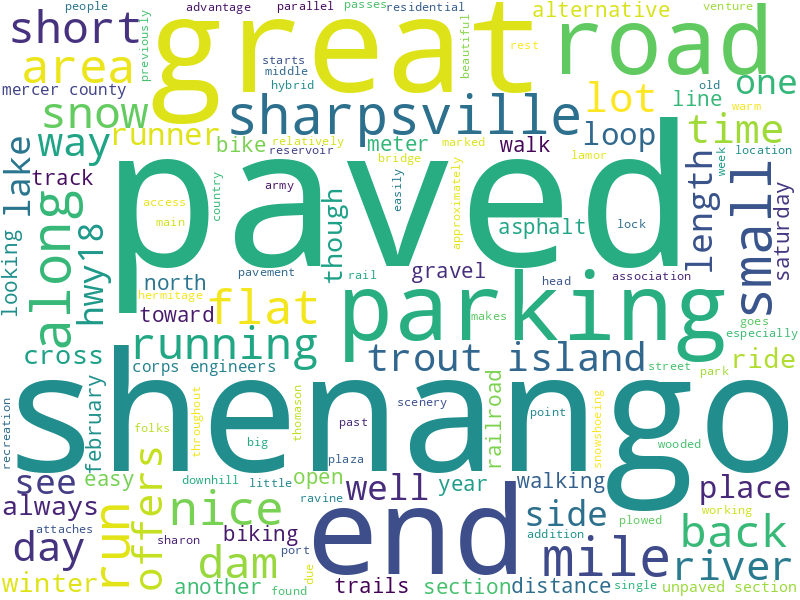 people advantage parallel passes residential alternative venture
short great road
previously starts beautiful rest
area middle
mercer county hybrid lot line old one
snow sharpsville warm
way runner bike relatively meter walk marked loop time
reservoir bridge lamor week location
track army country paved easily approximately length small saturday
looking lake access
along main though asphalt lock
hwy18 north pavement rail gravel head association
hermitage flat parking goes
toward makes especially
cross running trout island street ride
corps engineers park
february shenango railroad
recreation folks throughout big thomason past scenery point snowshoeing wooded
see easy plaza open well year walking place
downhill little
always offers nice ravine end side plowed working
attaches run biking addition back
day sharon dam port mile river
winter another found due trails section distance single unpaved section